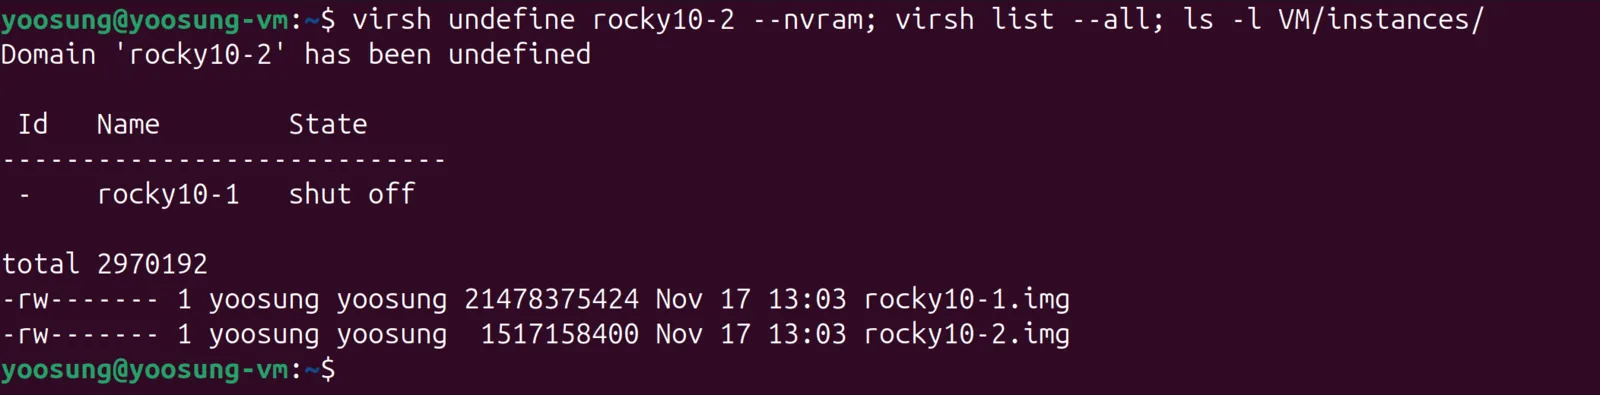 yoosung@yoosung-vm:~$ virsh undefine rocky10-2 --nvram; virsh list --all; ls -l VM/instances/
Domain 'rocky10-2' has been undefined
 Id   Name        State
----------------------------
 -    rocky10-1   shut off
total 2970192
-rw------- 1 yoosung yoosung 21478375424 Nov 17 13:03 rocky10-1.img
-rw------- 1 yoosung yoosung  1517158400 Nov 17 13:03 rocky10-2.img
yoosung@yoosung-vm:~$